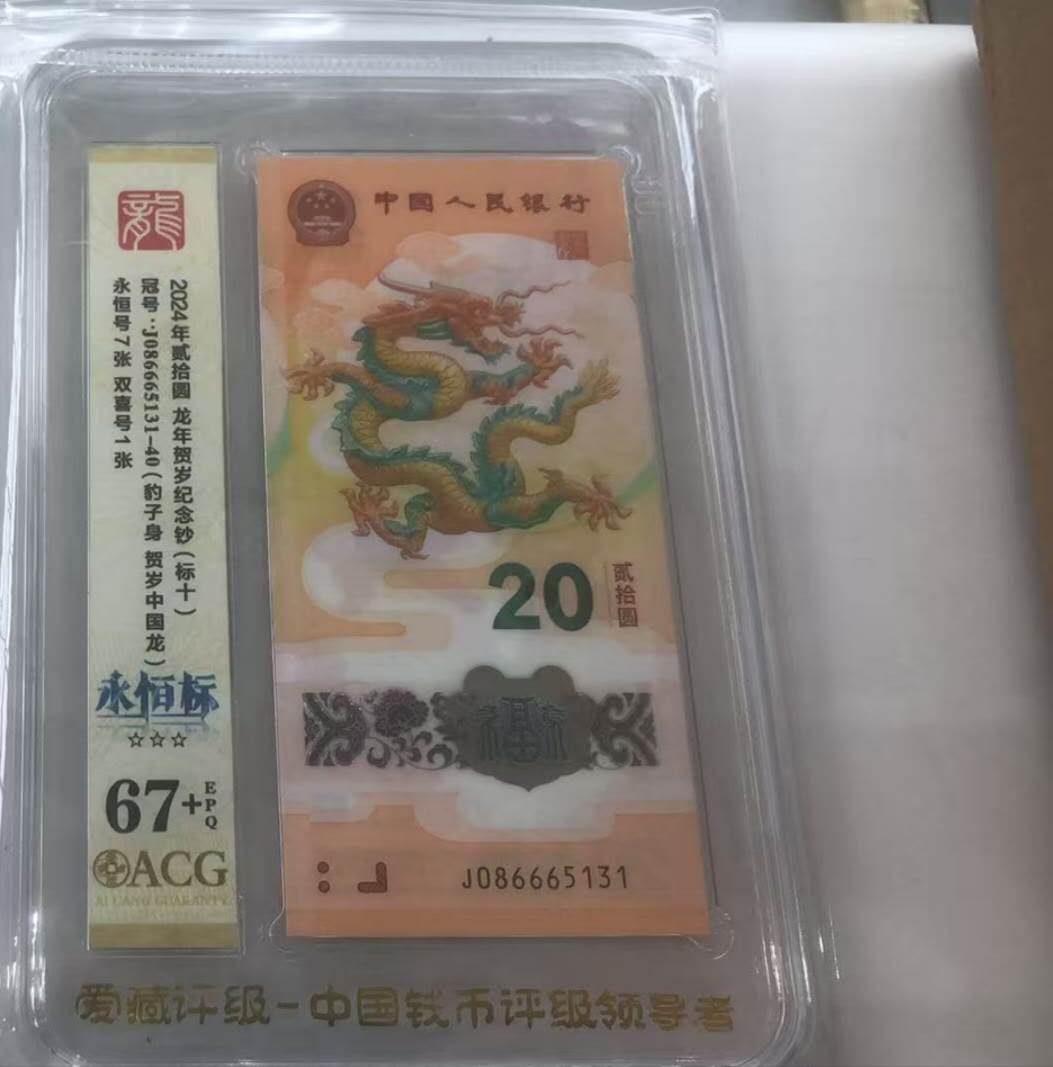 龍
2024年贰拾圆 龙年贺岁纪念钞(标十)
冠号:J086665131-40(豹子身 贺岁中国龙)
永恒号7张 双喜号1张
永恒标
☆☆☆
67+EPQ
ACG
AI CANG GUARANTY
中国人民银行
20
贰拾圆
福
J086665131
爱藏评级-中国钱币评级领导者